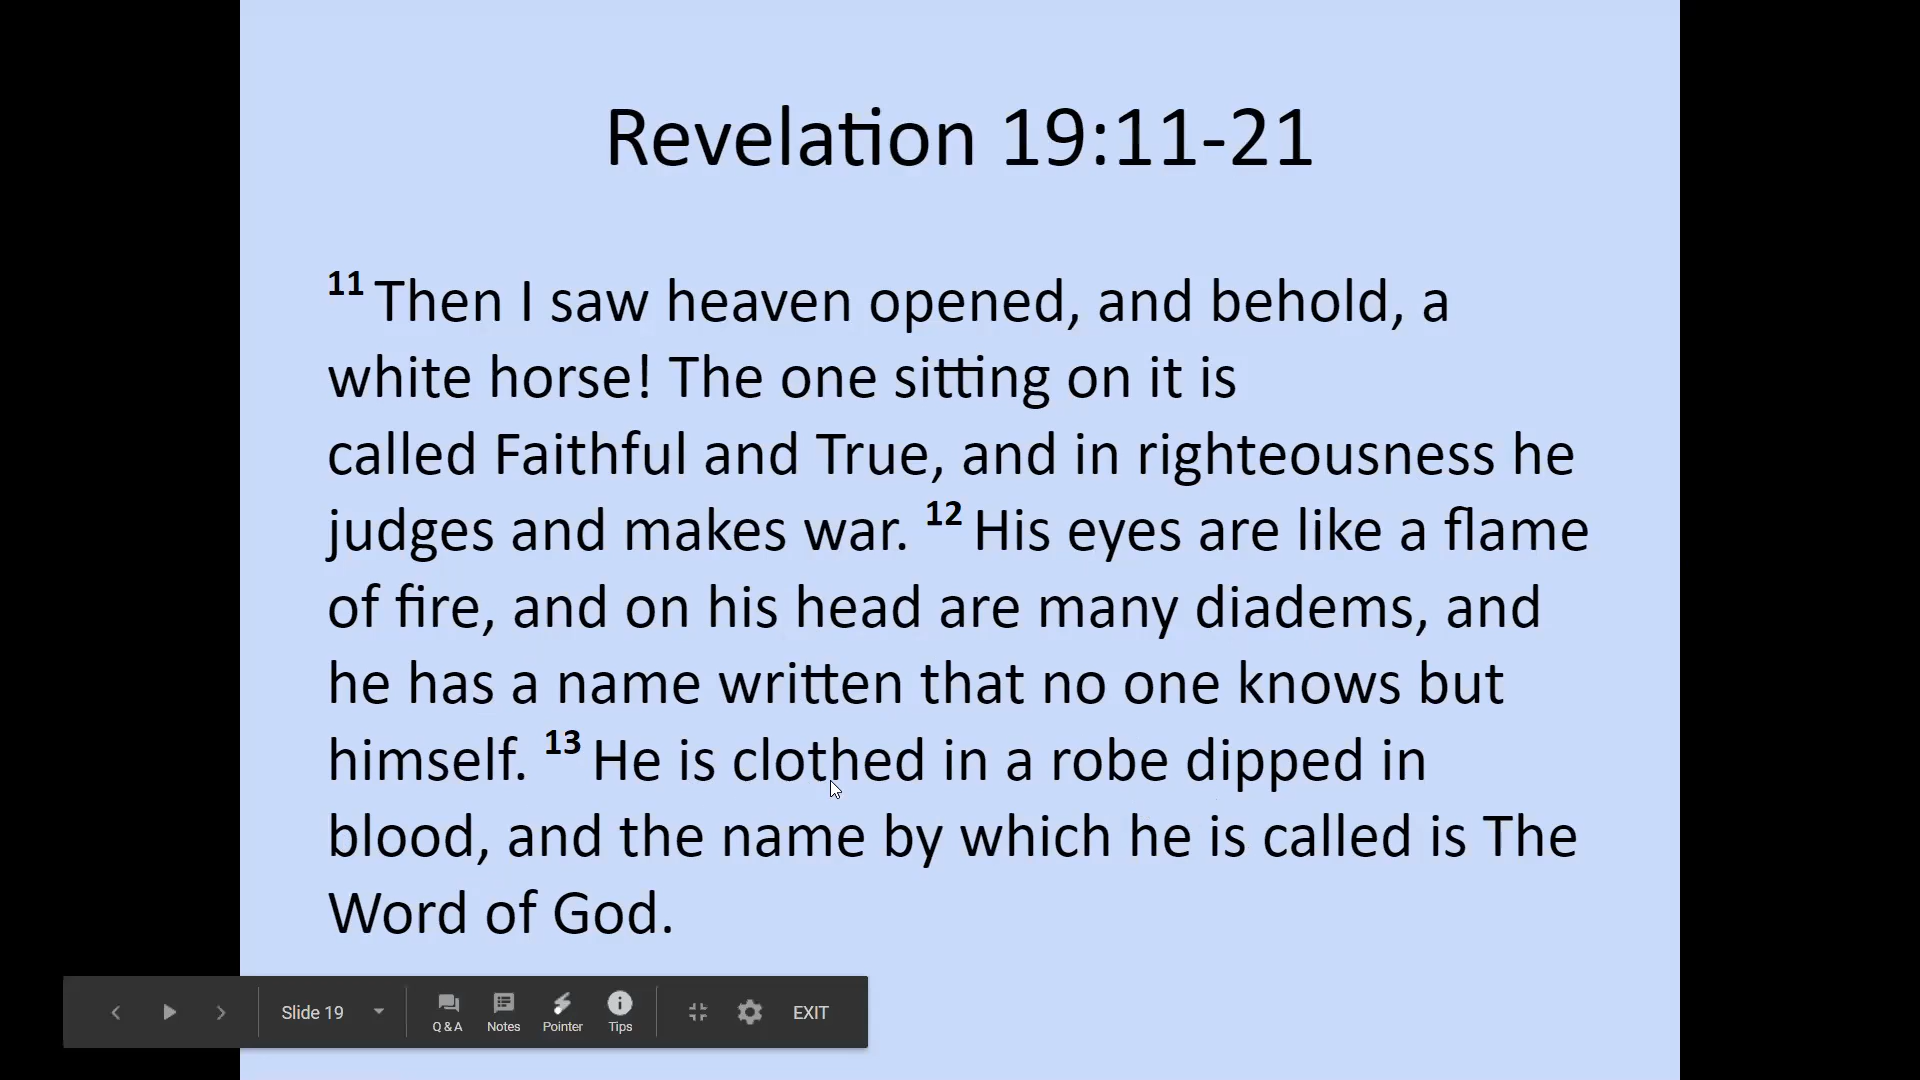 Revelation 19:11-21
11 Then I saw heaven opened, and behold, a
white horse! The one sitting on it is
called Faithful and True, and in righteousness he
judges and makes war. 12 His eyes are like a flame
of fire, and on his head are many diadems, and
he has a name written that no one knows but
himself. 13 He is clothed in a robe dipped in
blood, and the name by which he is called is The
Word of God.
Slide 19
Q & A
Notes
Pointer
Tips
EXIT